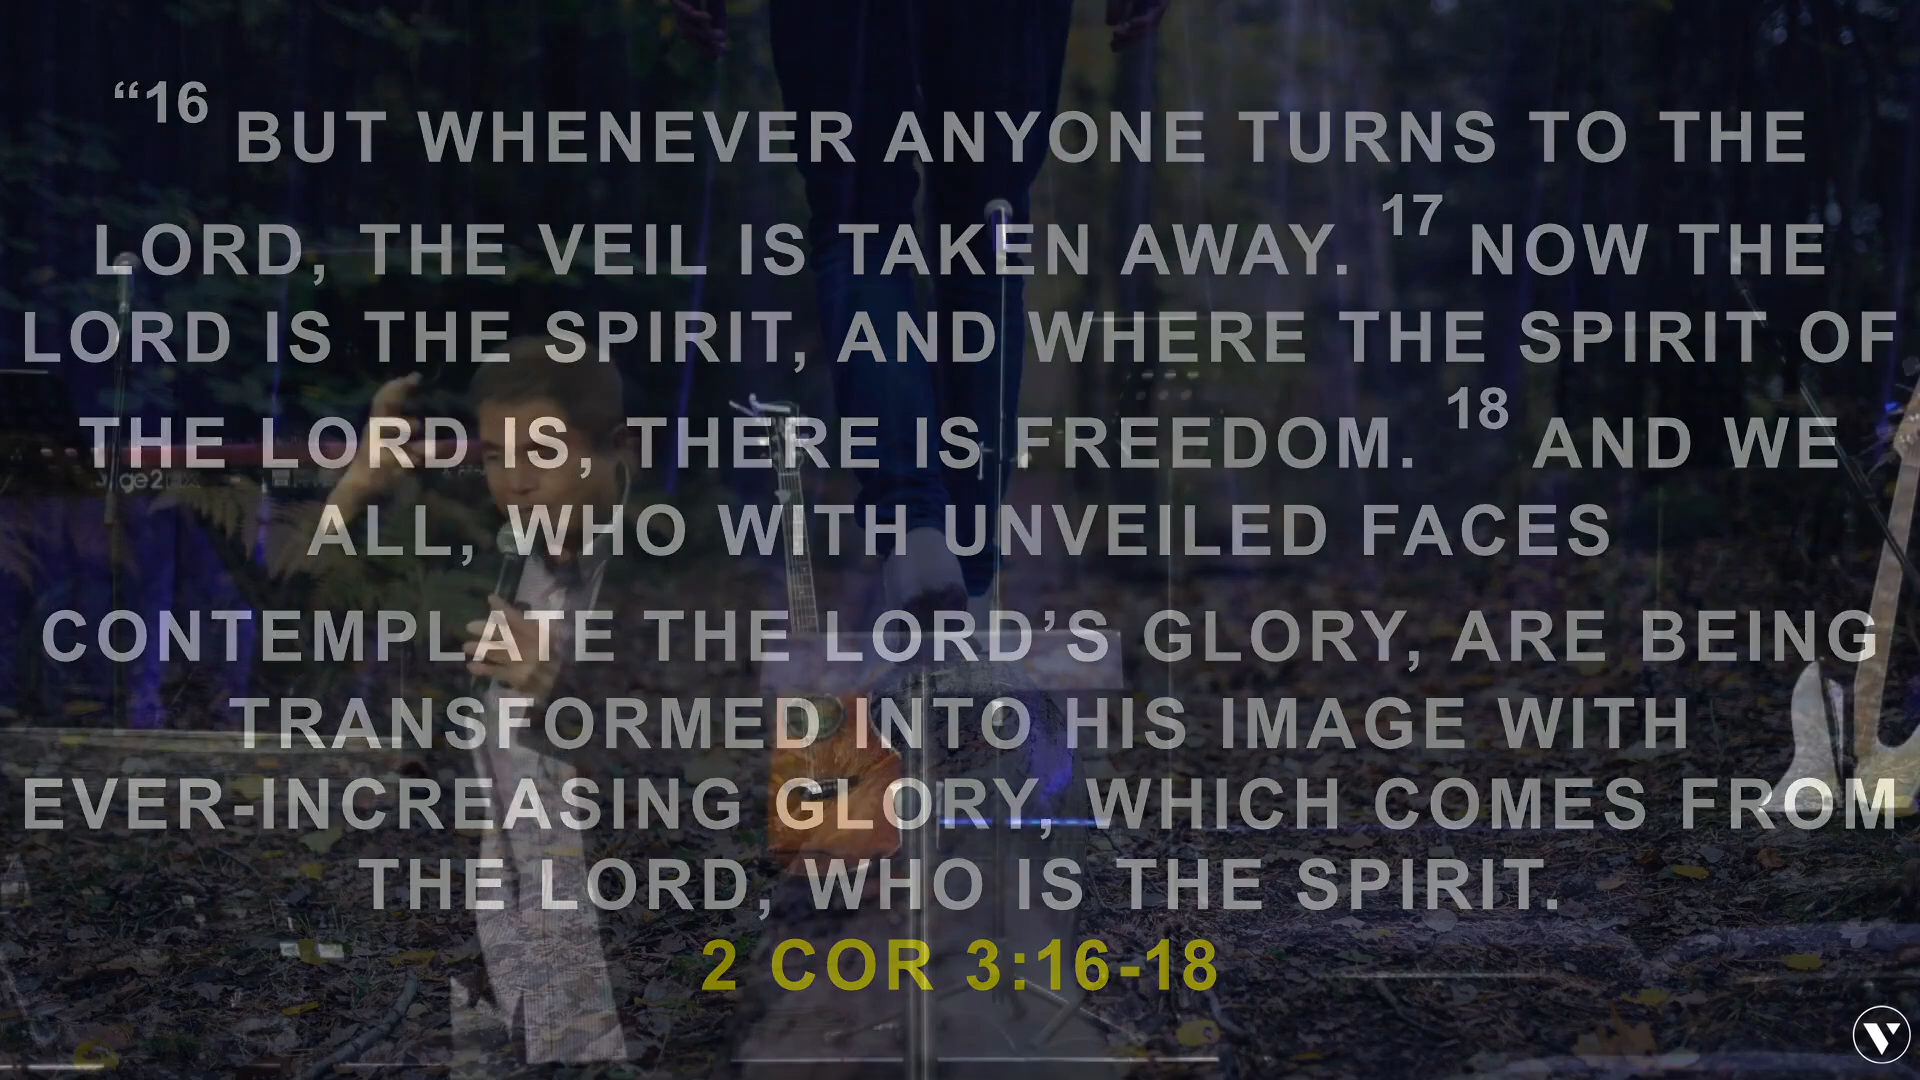 “16 BUT WHENEVER ANYONE TURNS TO THE
LORD, THE VEIL IS TAKEN AWAY. 17 NOW THE
LORD IS THE SPIRIT, AND WHERE THE SPIRIT OF
THE LORD IS, THERE IS FREEDOM. 18 AND WE
ALL, WHO WITH UNVEILED FACES
CONTEMPLATE THE LORD’S GLORY, ARE BEING
TRANSFORMED INTO HIS IMAGE WITH
EVER-INCREASING GLORY, WHICH COMES FROM
THE LORD, WHO IS THE SPIRIT.
2 COR 3:16-18